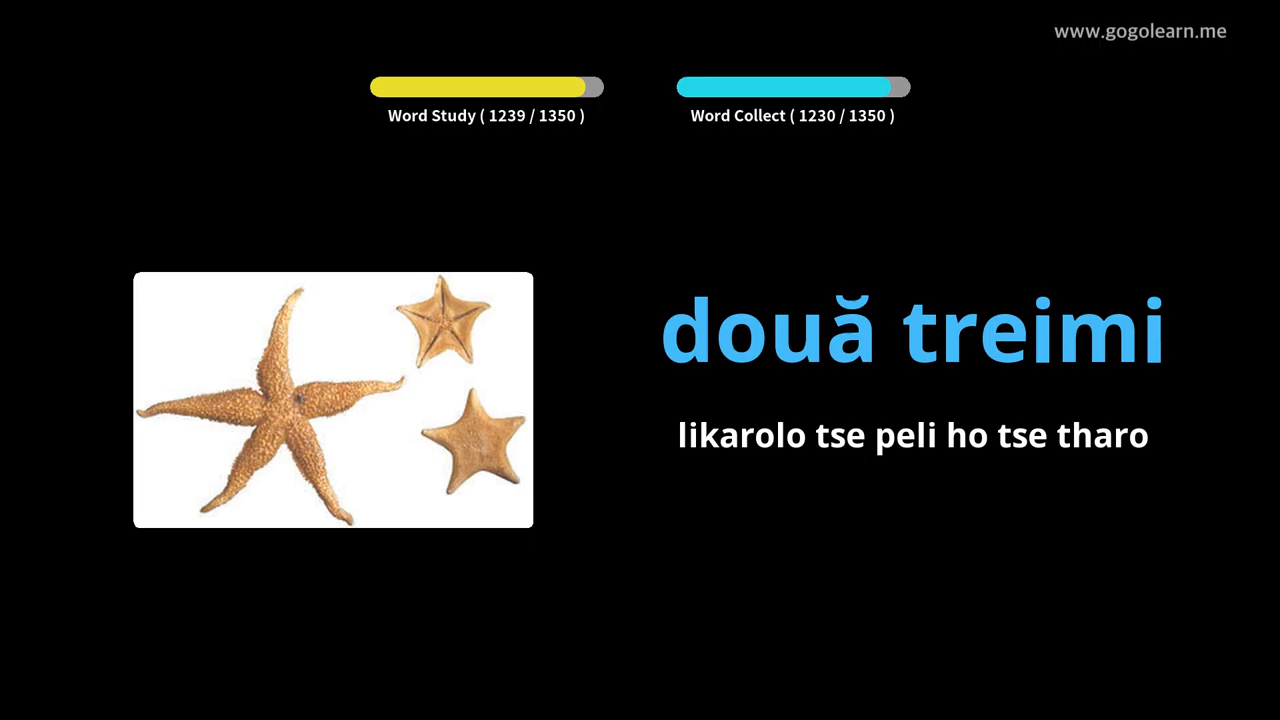 www.gogolearn.me
Word Study ( 1239 / 1350 )
Word Collect ( 1230 / 1350 )
două treimi
likarolo tse peli ho tse tharo